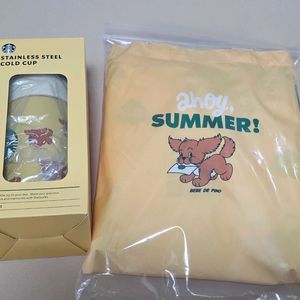 STAINLESS STEEL
COLD CUP
ahoy,
SUMMER!
BEBE DE PINO